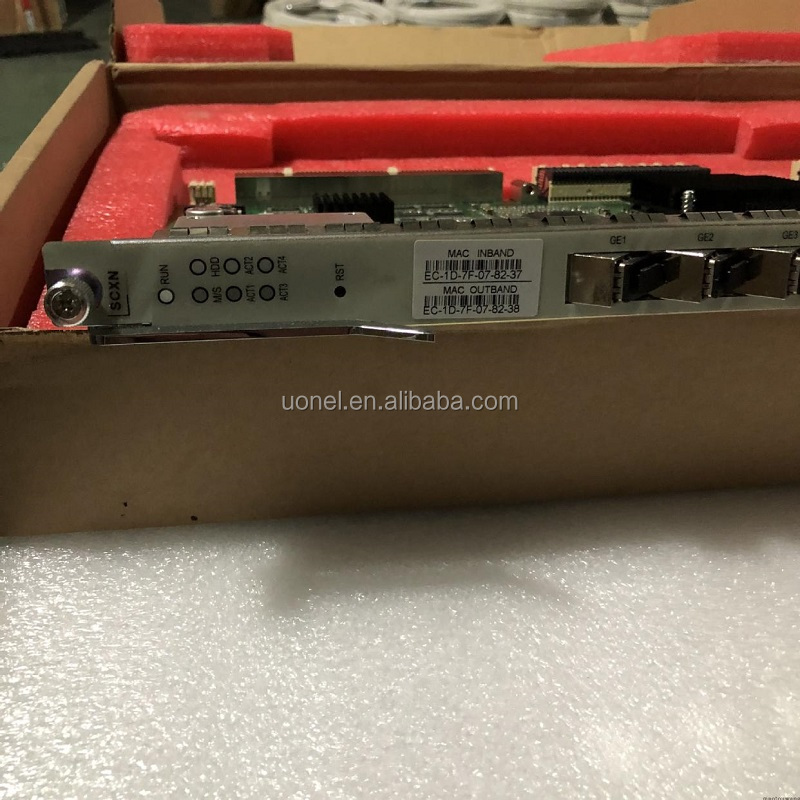 SCXN
RUN
HDD
ACT2
ACT4
M/S
ACT1
ACT3
RST
MAC INBAND
EC-1D-7F-07-82-37
MAC OUTBAND
EC-1D-7F-07-82-38
GE1
GE2
GE3
uonel.en.alibaba.com